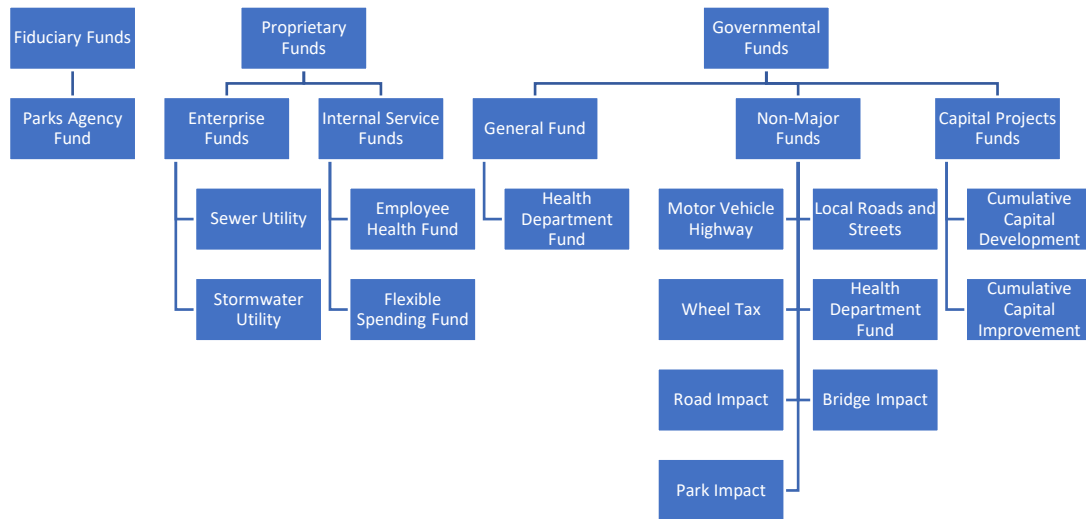 Fiduciary Funds
Parks Agency
Fund
Proprietary
Funds
Enterprise
Funds
Sewer Utility
Stormwater
Utility
Internal Service
Funds
Employee
Health Fund
Flexible
Spending Fund
Governmental
Funds
General Fund
Health
Department
Fund
Non-Major
Funds
Motor Vehicle
Highway
Local Roads and
Streets
Wheel Tax
Health
Department
Fund
Road Impact
Bridge Impact
Park Impact
Capital Projects
Funds
Cumulative
Capital
Development
Cumulative
Capital
Improvement